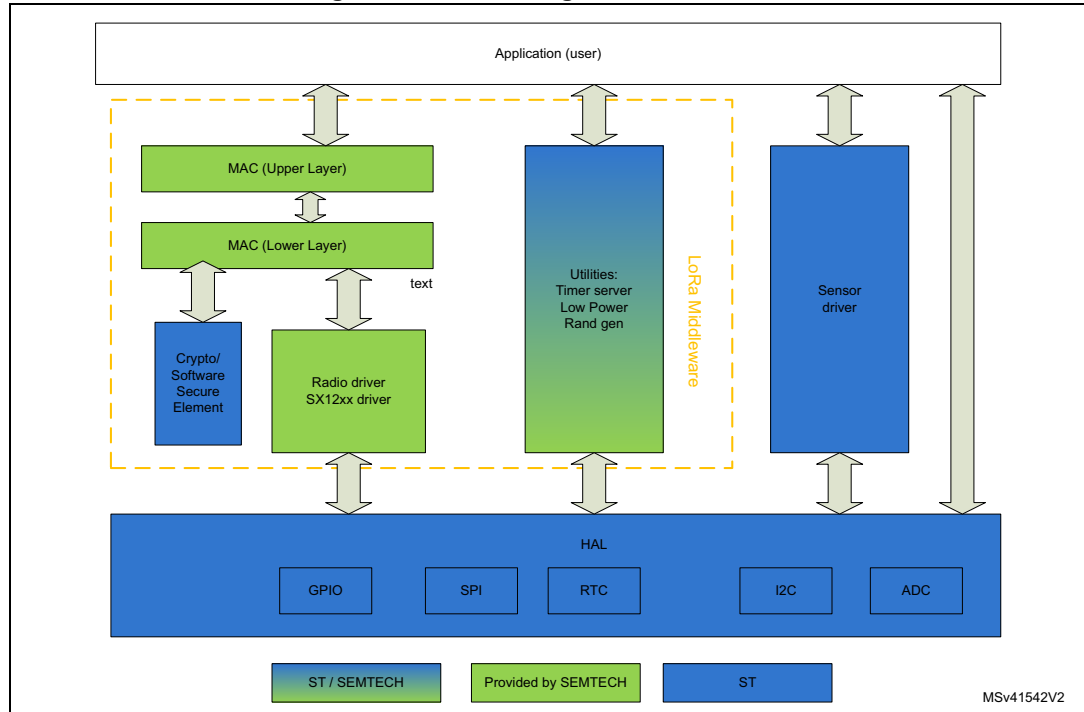 Application (user)
MAC (Upper Layer)
MAC (Lower Layer)
text
Crypto/
Software
Secure
Element
Radio driver
SX12xx driver
Utilities:
Timer server
Low Power
Rand gen
LoRa Middleware
Sensor
driver
HAL
GPIO
SPI
RTC
I2C
ADC
ST / SEMTECH
Provided by SEMTECH
ST
MSv41542V2